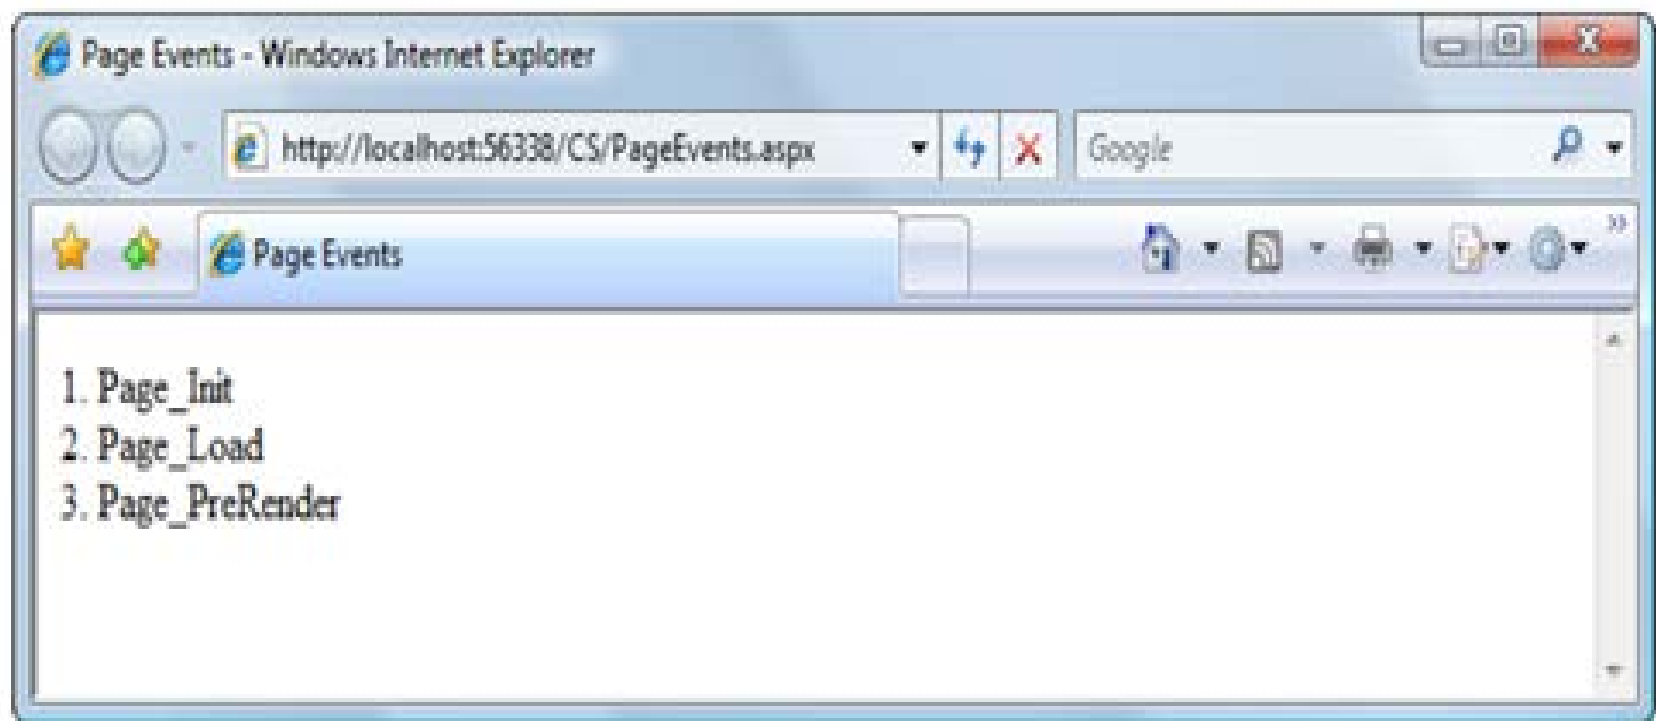 Page Events - Windows Internet Explorer
http://localhost:56338/CS/PageEvents.aspx
Google
Page Events
1. Page_Init
2. Page_Load
3. Page_PreRender